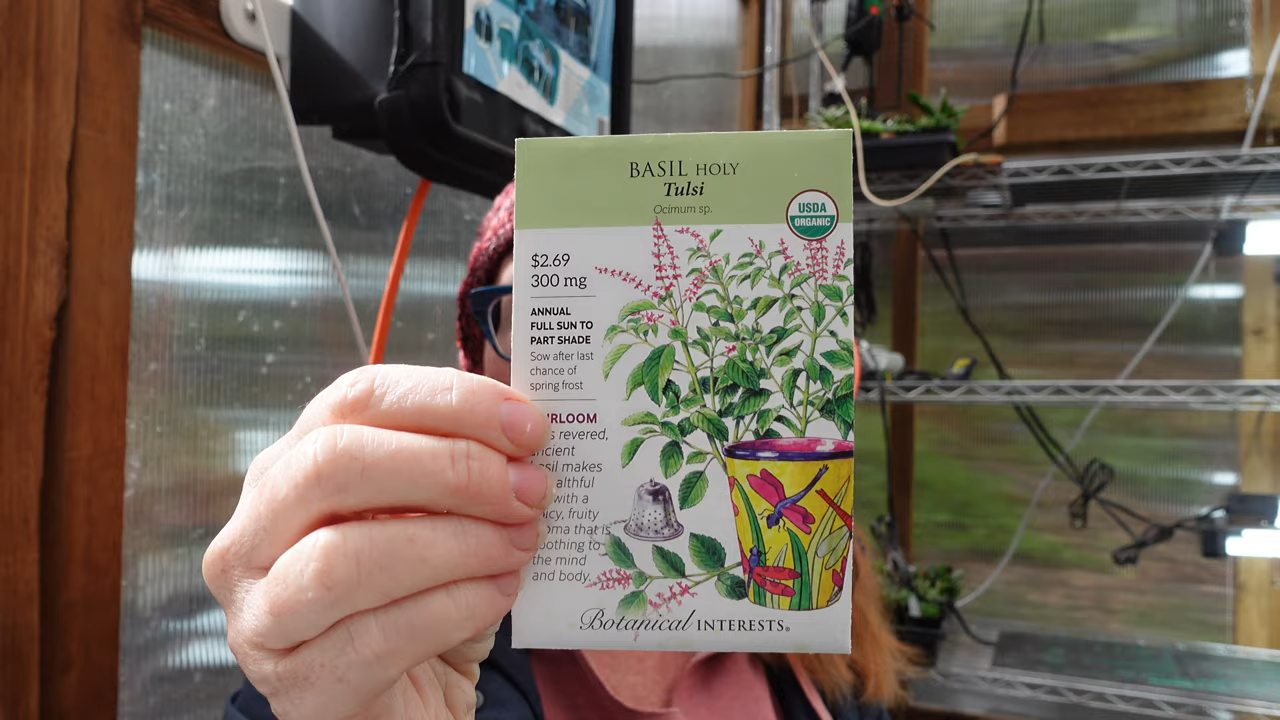 BASIL HOLY
Tulsi
Ocimum sp.
USDA
ORGANIC
$2.69
300 mg
ANNUAL
FULL SUN TO
PART SHADE
Sow after last
chance of
spring frost
IRLOOM
s revered,
ncient
asil makes
althful
with a
icy, fruity
oma that is
oothing to
the mind
and body.
Botanical INTERESTS®